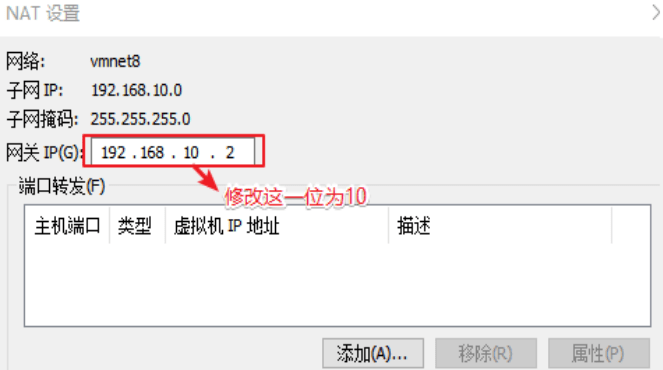 NAT 设置
网络: vmnet8
子网 IP: 192.168.10.0
子网掩码: 255.255.255.0
网关 IP(G): 192 . 168 . 10 . 2
修改这一位为10
端口转发(F)
主机端口 类型 虚拟机 IP 地址 描述
添加(A)... 移除(R) 属性(P)